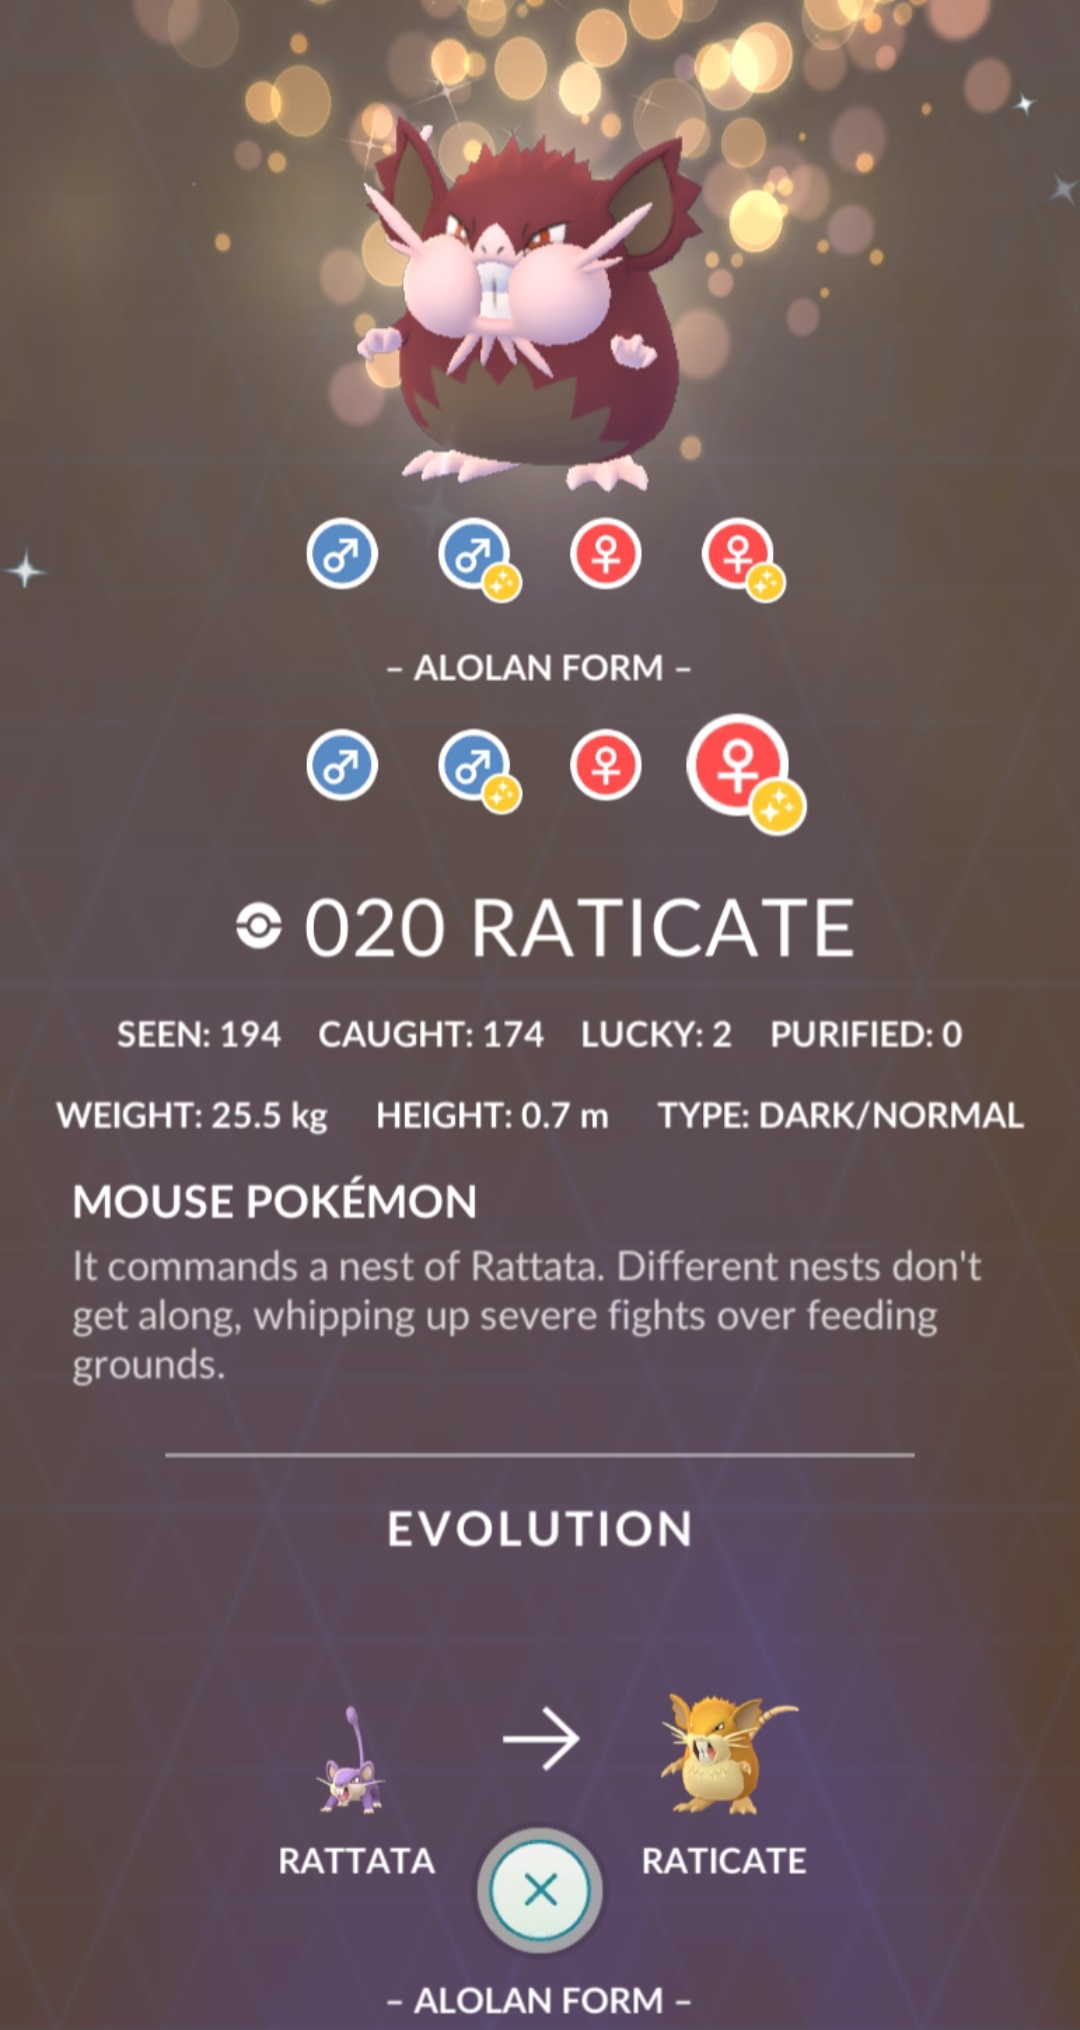 – ALOLAN FORM –
020 RATICATE
SEEN: 194 CAUGHT: 174 LUCKY: 2 PURIFIED: 0
WEIGHT: 25.5 kg HEIGHT: 0.7 m TYPE: DARK/NORMAL
MOUSE POKÉMON
It commands a nest of Rattata. Different nests don't
get along, whipping up severe fights over feeding
grounds.
EVOLUTION
RATTATA RATICATE
– ALOLAN FORM –